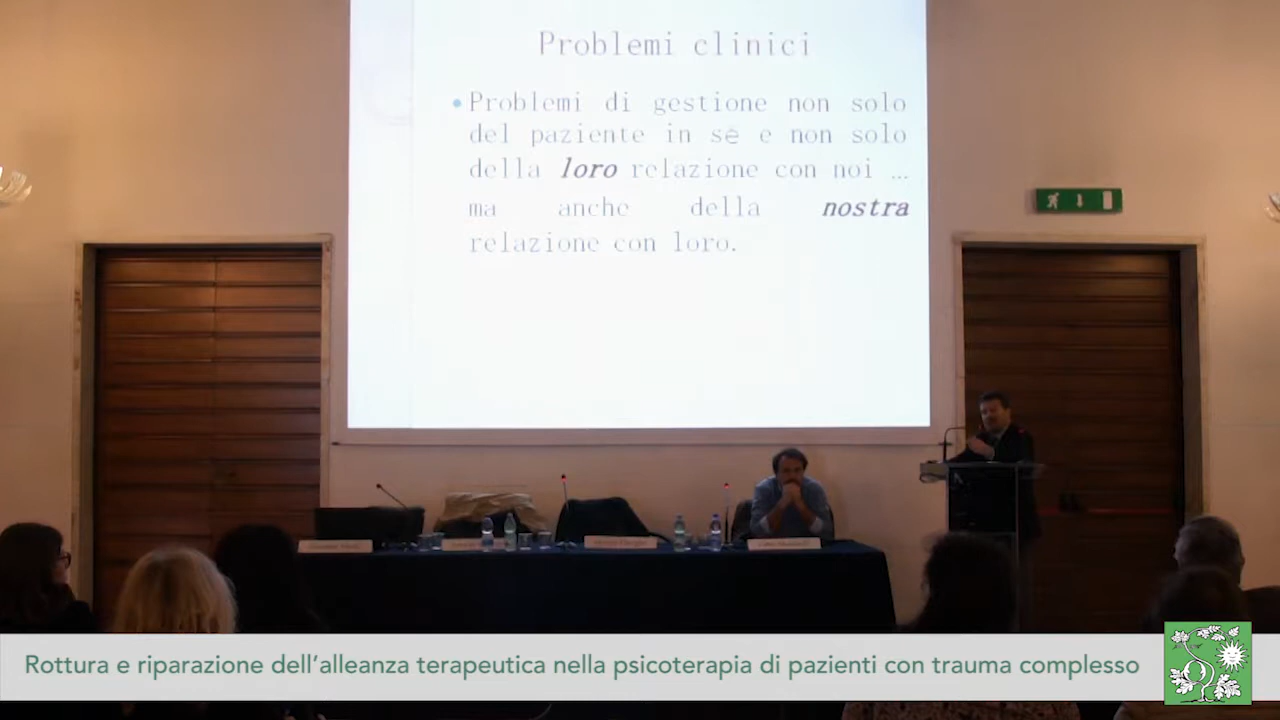 Problemi clinici
•Problemi di gestione non solo
del paziente in sè e non solo
della loro relazione con noi …
ma anche della nostra
relazione con loro.
Rottura e riparazione dell’alleanza terapeutica nella psicoterapia di pazienti con trauma complesso